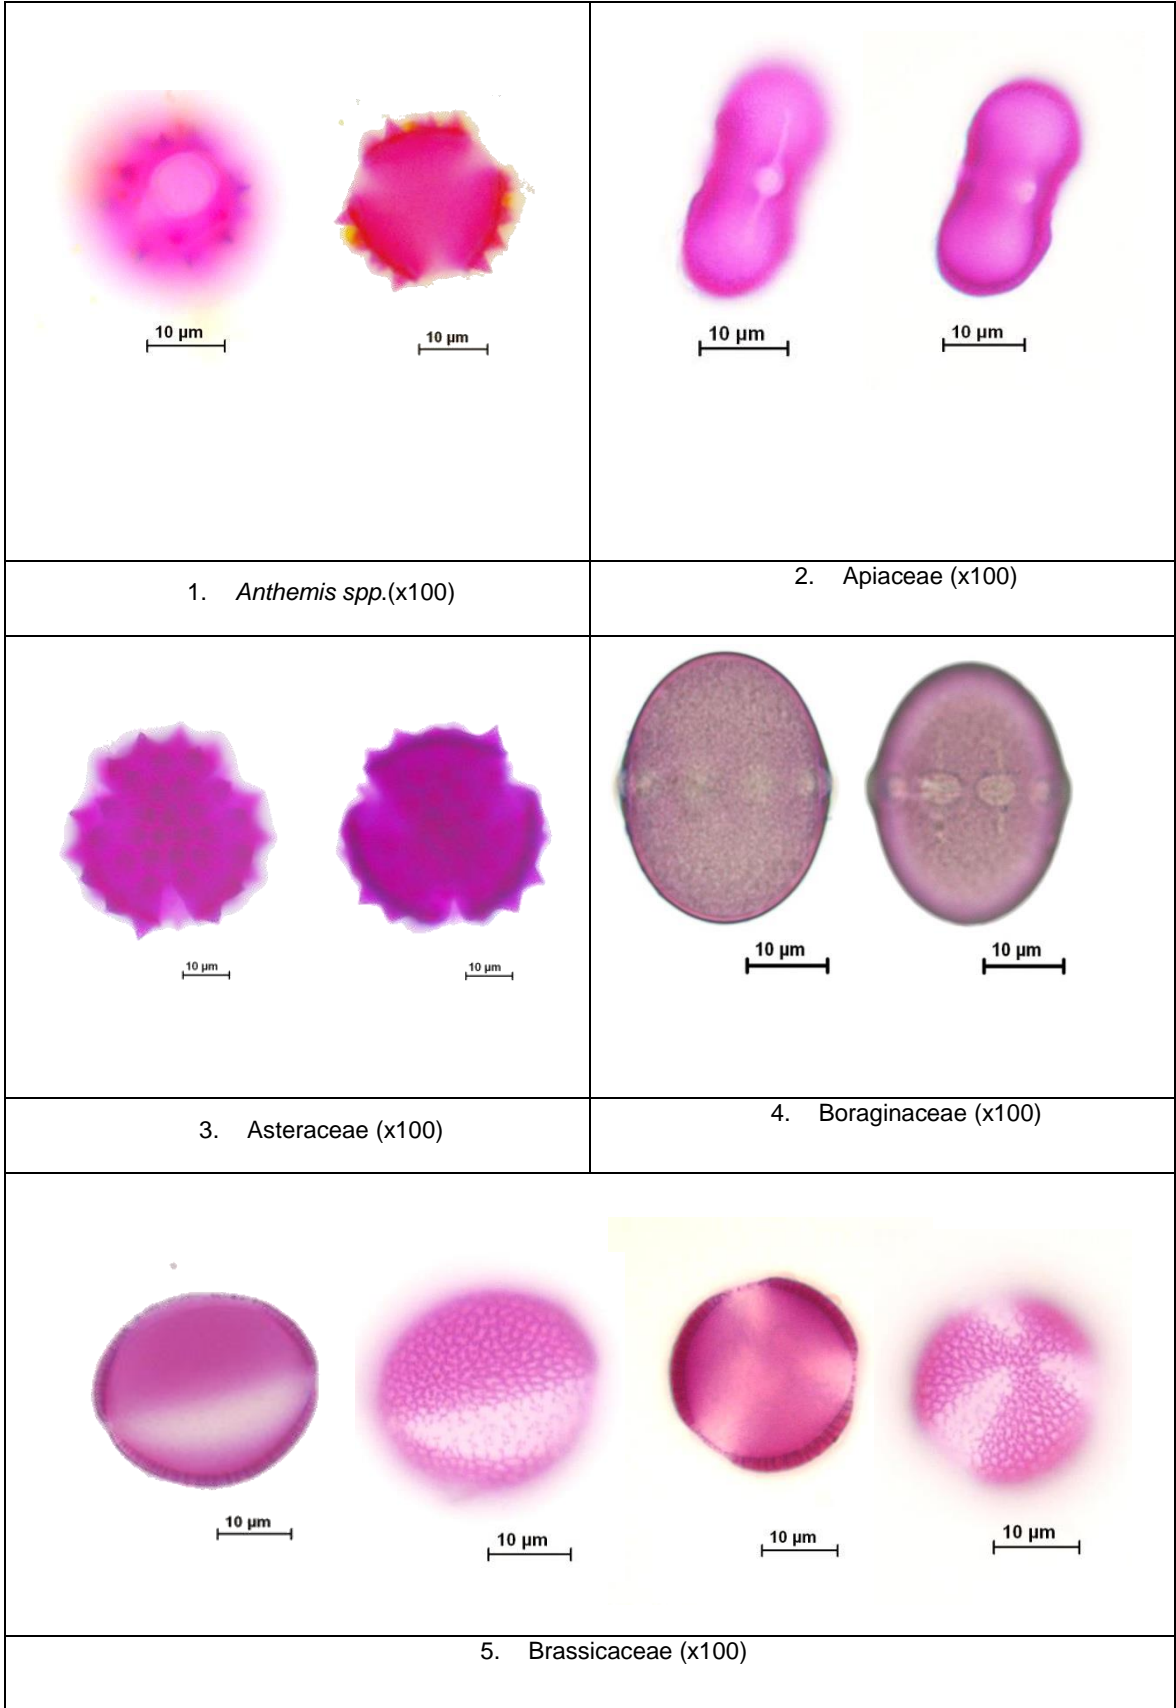 10 µm
10 µm
10 µm
10 µm
1. Anthemis spp.(x100)
2. Apiaceae (x100)
10 µm
10 µm
10 µm
10 µm
3. Asteraceae (x100)
4. Boraginaceae (x100)
10 µm
10 µm
10 µm
10 µm
5. Brassicaceae (x100)